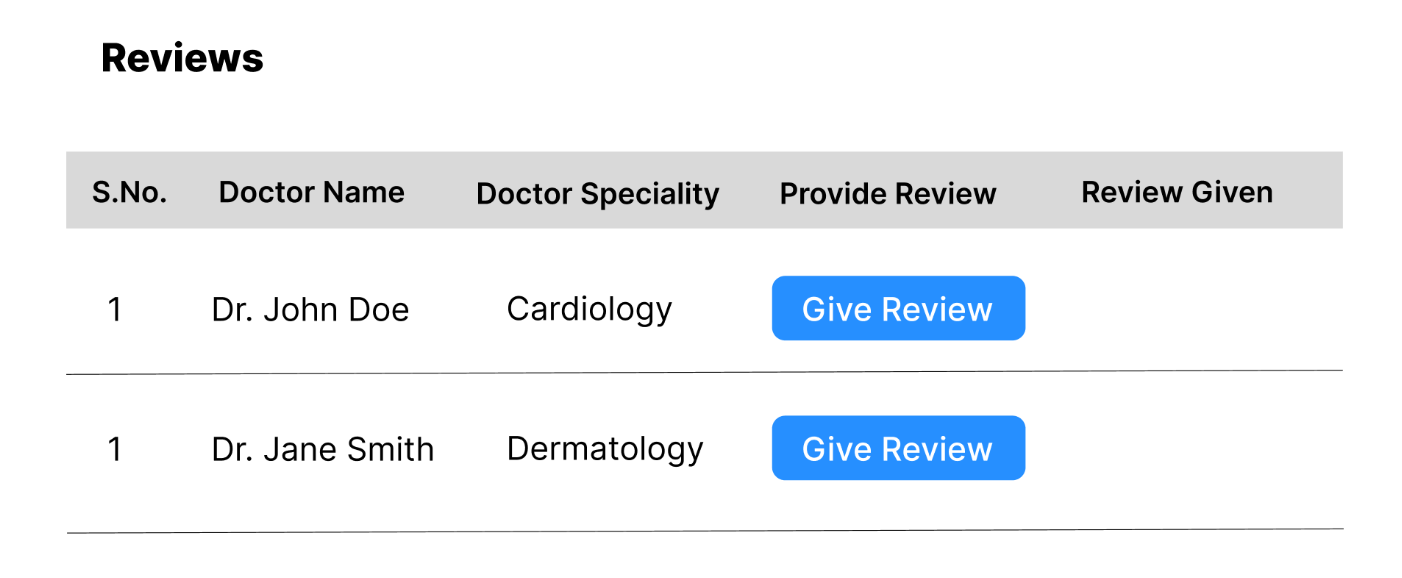 Reviews
S.No. Doctor Name Doctor Speciality Provide Review Review Given
1 Dr. John Doe Cardiology Give Review
1 Dr. Jane Smith Dermatology Give Review